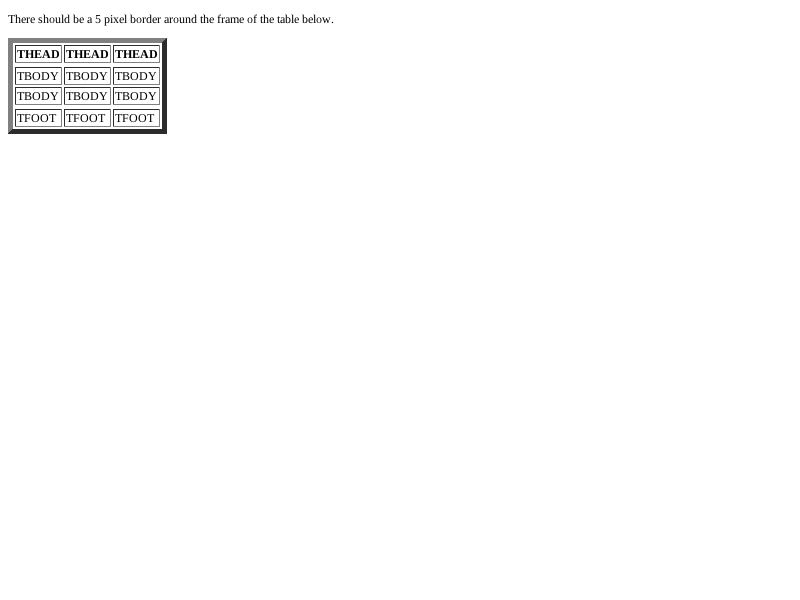 There should be a 5 pixel border around the frame of the table below.
THEAD THEAD THEAD
TBODY TBODY TBODY
TBODY TBODY TBODY
TFOOT TFOOT TFOOT